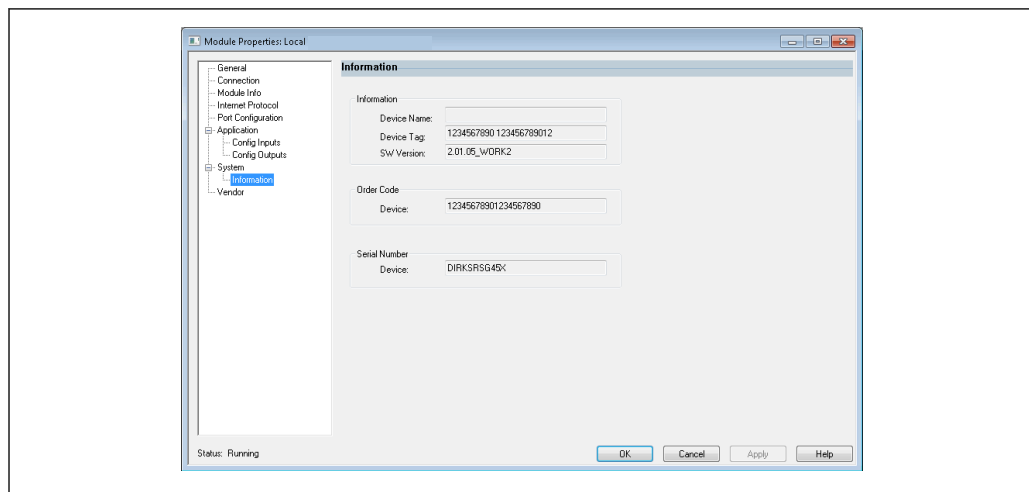 Module Properties: Local
General
Connection
Module Info
Internet Protocol
Port Configuration
Application
Config Inputs
Config Outputs
System
Information
Vendor
Information
Information
Device Name:
Device Tag: 1234567890 123456789012
SW Version: 2.01.05_WORK2
Order Code
Device: 12345678901234567890
Serial Number
Device: DIRKSRSG45X
Status: Running
OK Cancel Apply Help